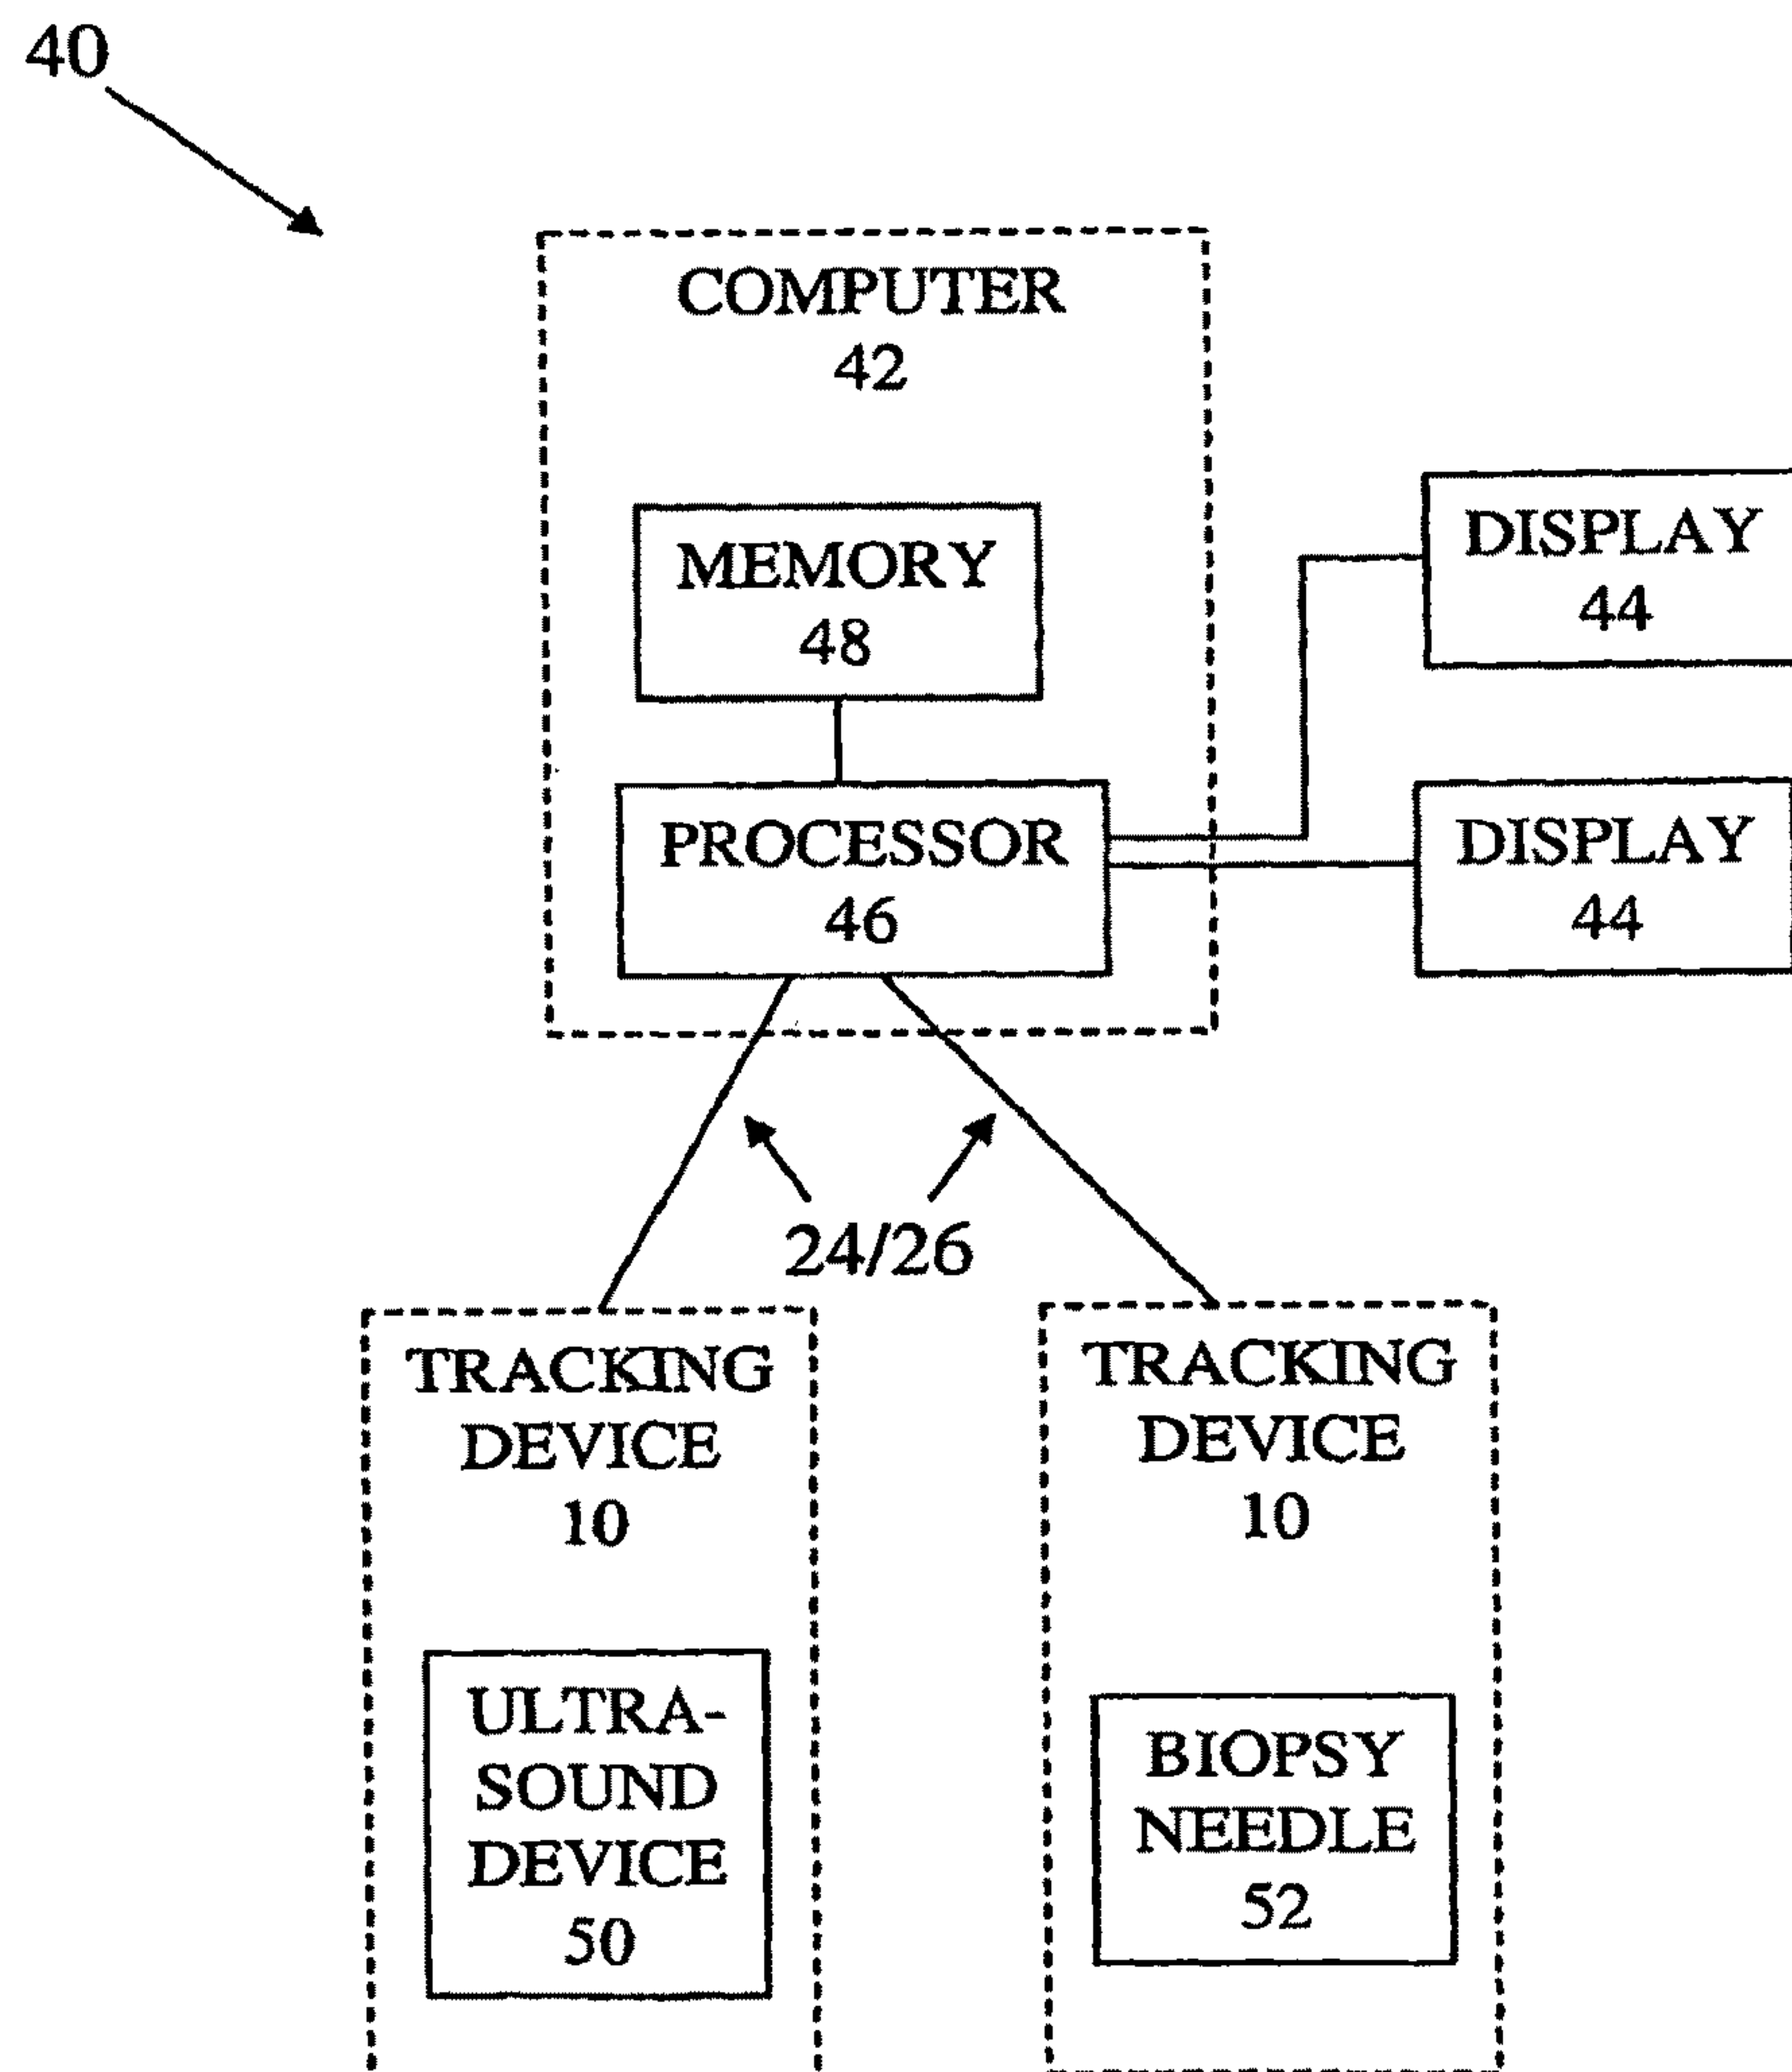 40
COMPUTER
42
MEMORY
48
DISPLAY
44
PROCESSOR
46
DISPLAY
44
24/26
TRACKING
DEVICE
10
ULTRA-
SOUND
DEVICE
50
TRACKING
DEVICE
10
BIOPSY
NEEDLE
52